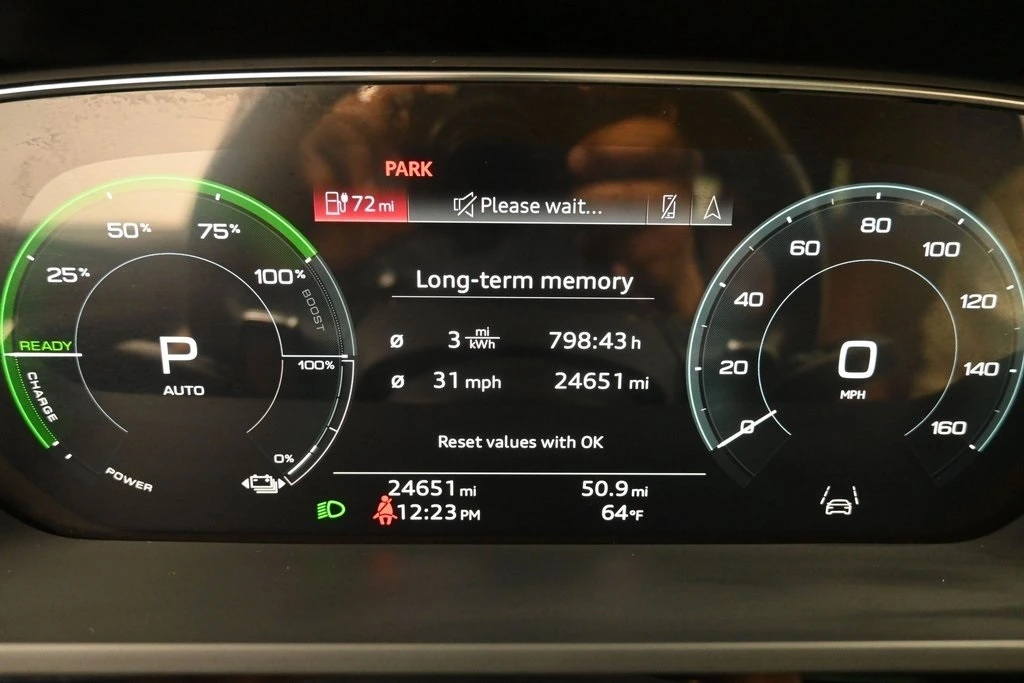 PARK
72 mi
Please wait...
50%
75%
25%
100%
BOOST
READY
100%
CHARGE
P
AUTO
0%
POWER
Long-term memory
Ø 3 mi/kWh 798:43 h
Ø 31 mph 24651 mi
Reset values with OK
24651 mi 50.9 mi
12:23 PM 64°F
80
60
100
40
120
20
140
0
160
0
MPH